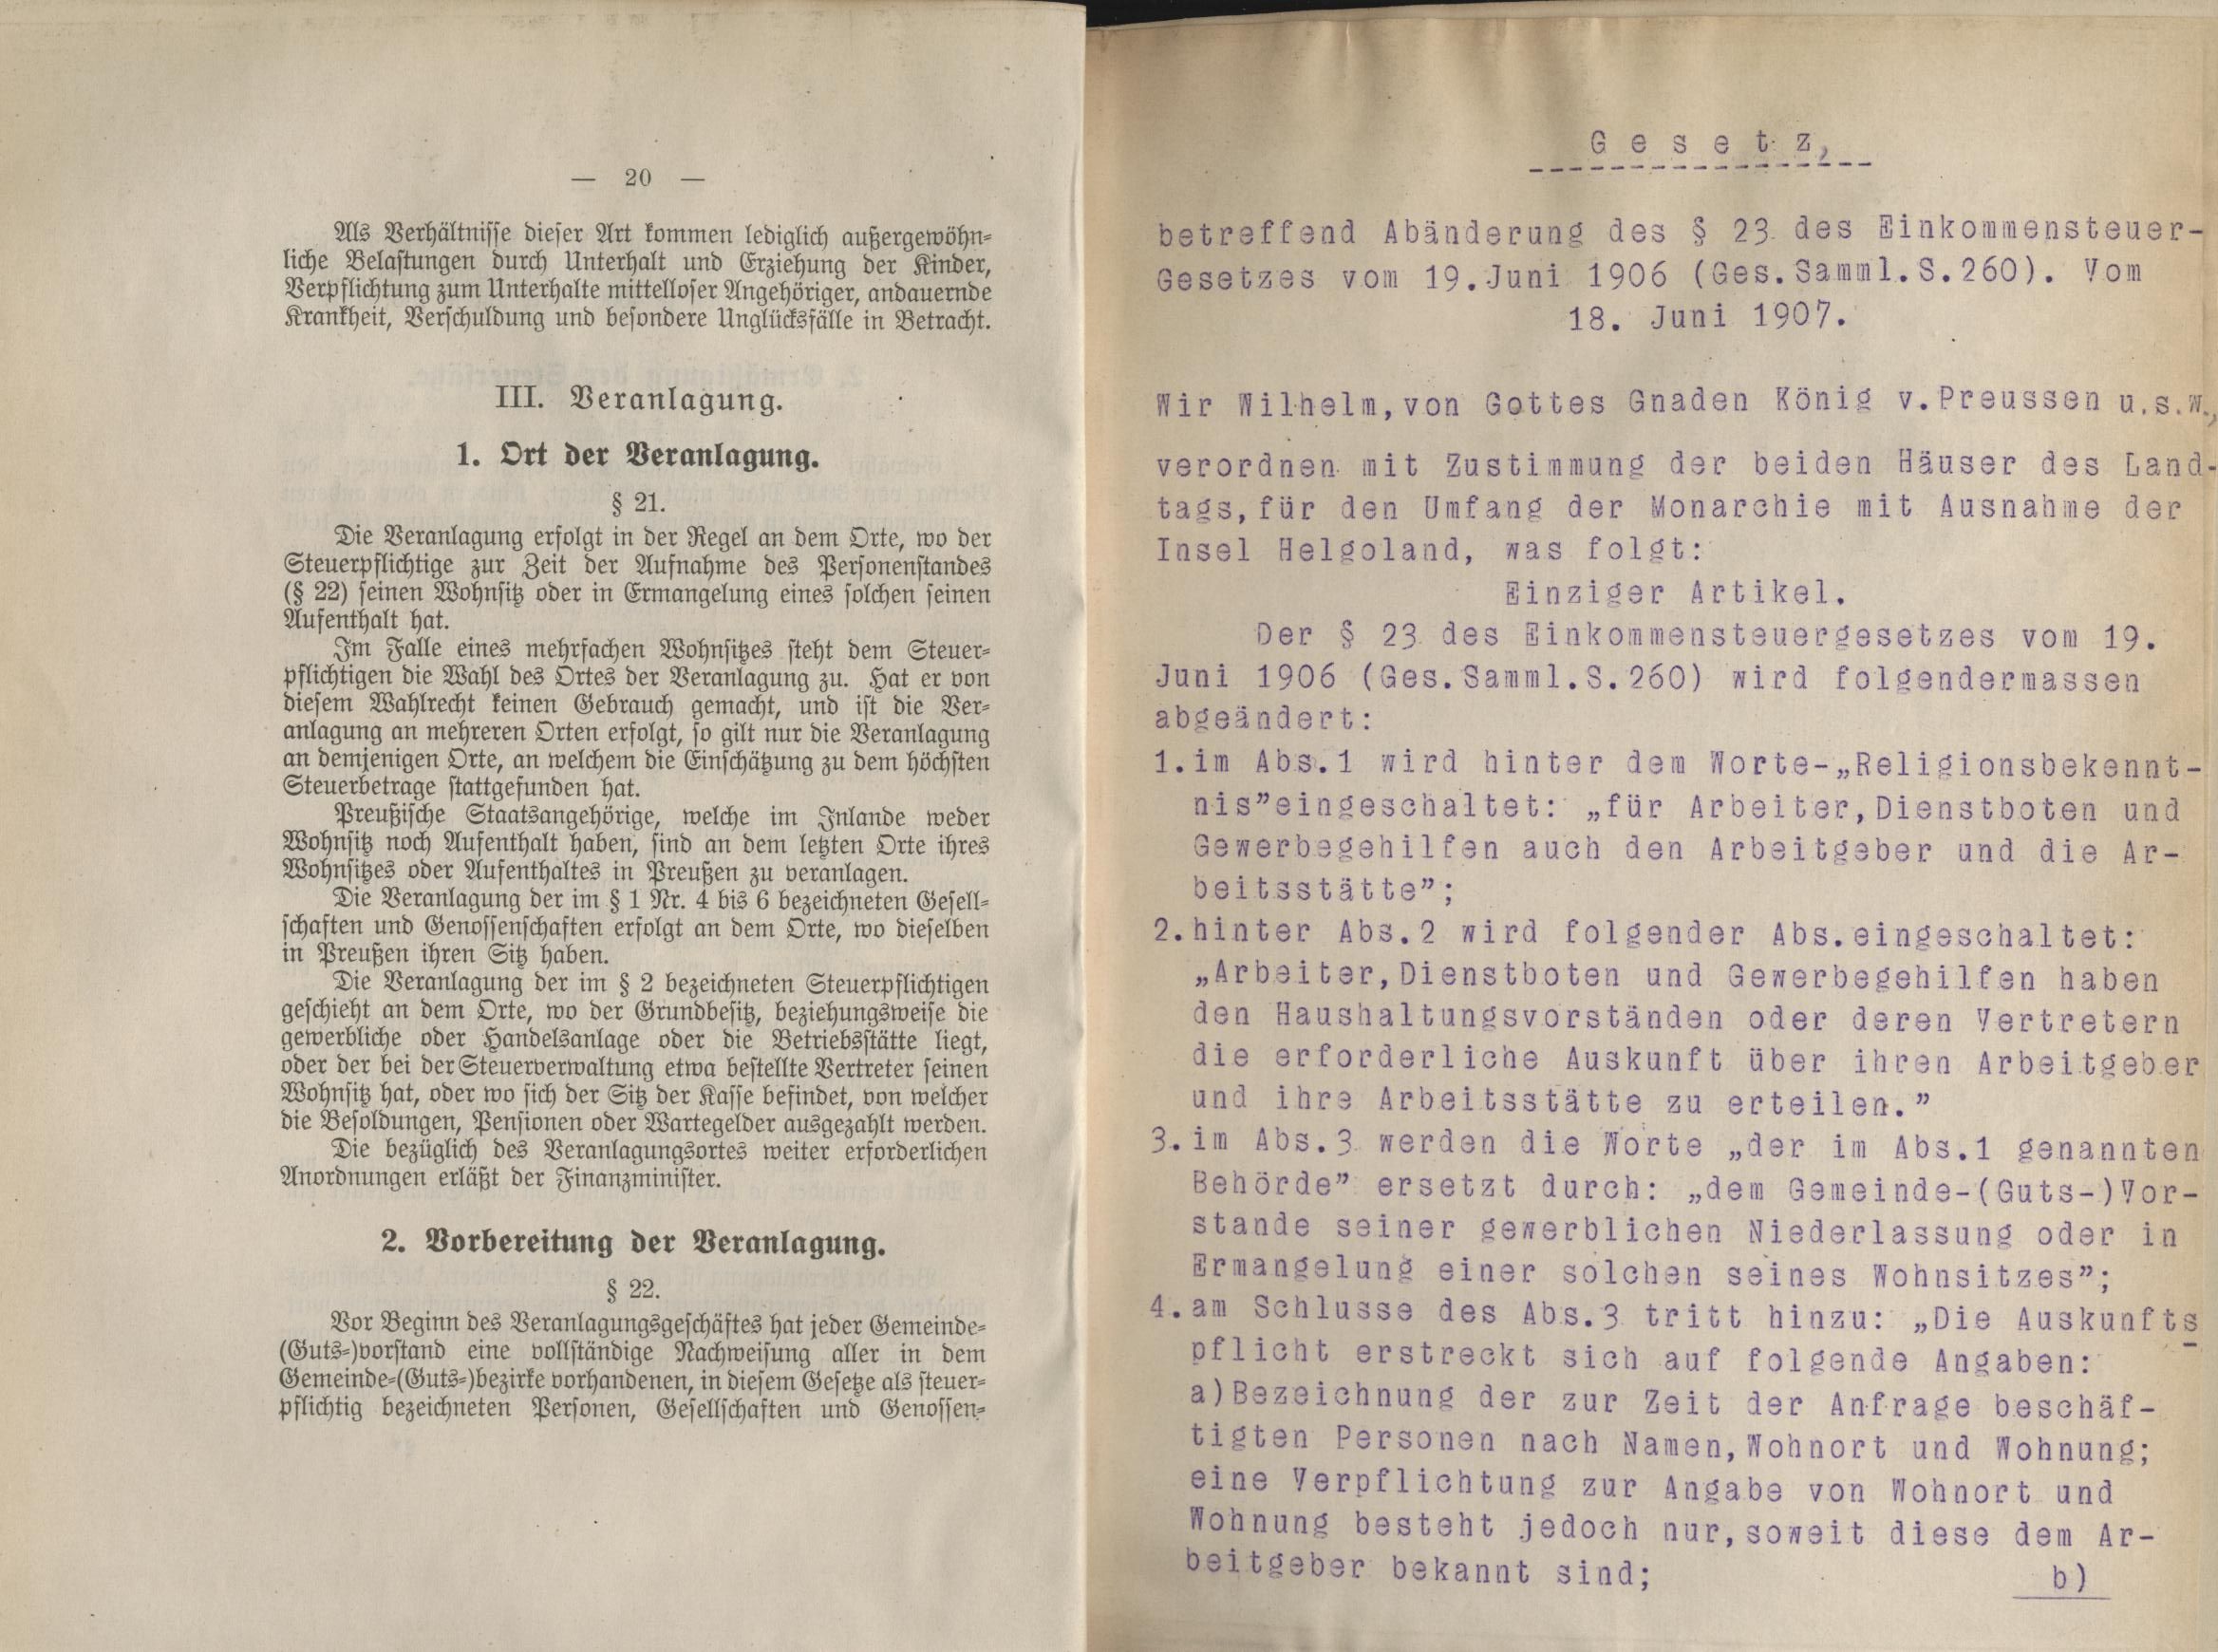 — 20 —
Als Verhältnisse dieser Art kommen lediglich außergewöhn-
liche Belastungen durch Unterhalt und Erziehung der Kinder,
Verpflichtung zum Unterhalte mittelloser Angehöriger, andauernde
Krankheit, Verschuldung und besondere Unglücksfälle in Betracht.
III. Veranlagung.
1. Ort der Veranlagung.
§ 21.
Die Veranlagung erfolgt in der Regel an dem Orte, wo der
Steuerpflichtige zur Zeit der Aufnahme des Personenstandes
(§ 22) seinen Wohnsitz oder in Ermangelung eines solchen seinen
Aufenthalt hat.
Im Falle eines mehrfachen Wohnsitzes steht dem Steuer-
pflichtigen die Wahl des Ortes der Veranlagung zu. Hat er von
diesem Wahlrecht keinen Gebrauch gemacht, und ist die Ver-
anlagung an mehreren Orten erfolgt, so gilt nur die Veranlagung
an demjenigen Orte, an welchem die Einschätzung zu dem höchsten
Steuerbetrage stattgefunden hat.
Preußische Staatsangehörige, welche im Inlande weder
Wohnsitz noch Aufenthalt haben, sind an dem letzten Orte ihres
Wohnsitzes oder Aufenthaltes in Preußen zu veranlagen.
Die Veranlagung der im § 1 Nr. 4 bis 6 bezeichneten Gesell-
schaften und Genossenschaften erfolgt an dem Orte, wo dieselben
in Preußen ihren Sitz haben.
Die Veranlagung der im § 2 bezeichneten Steuerpflichtigen
geschieht an dem Orte, wo der Grundbesitz, beziehungsweise die
gewerbliche oder Handelsanlage oder die Betriebsstätte liegt,
oder der bei der Steuerverwaltung etwa bestellte Vertreter seinen
Wohnsitz hat, oder wo sich der Sitz der Kasse befindet, von welcher
die Besoldungen, Pensionen oder Wartegelder ausgezahlt werden.
Die bezüglich des Veranlagungsortes weiter erforderlichen
Anordnungen erläßt der Finanzminister.
2. Vorbereitung der Veranlagung.
§ 22.
Vor Beginn des Veranlagungsgeschäftes hat jeder Gemeinde-
(Guts-)vorstand eine vollständige Nachweisung aller in dem
Gemeinde-(Guts-)bezirke vorhandenen, in diesem Gesetze als steuer-
pflichtig bezeichneten Personen, Gesellschaften und Genossen-
G e s e t z,
betreffend Abänderung des § 23 des Einkommensteuer-
Gesetzes vom 19.Juni 1906 (Ges.Samml.S.260). Vom
18. Juni 1907.
Wir Wilhelm, von Gottes Gnaden König v.Preussen u.s.w.,
verordnen mit Zustimmung der beiden Häuser des Land-
tags, für den Umfang der Monarchie mit Ausnahme der
Insel Helgoland, was folgt:
Einziger Artikel.
Der § 23 des Einkommensteuergesetzes vom 19.
Juni 1906 (Ges.Samml.S.260) wird folgendermassen
abgeändert:
1. im Abs.1 wird hinter dem Worte-„Religionsbekennt-
nis” eingeschaltet: „für Arbeiter, Dienstboten und
Gewerbegehilfen auch den Arbeitgeber und die Ar-
beitsstätte”;
2. hinter Abs.2 wird folgender Abs.eingeschaltet:
„Arbeiter, Dienstboten und Gewerbegehilfen haben
den Haushaltungsvorständen oder deren Vertretern
die erforderliche Auskunft über ihren Arbeitgeber
und ihre Arbeitsstätte zu erteilen.”
3. im Abs.3 werden die Worte „der im Abs.1 genannten
Behörde” ersetzt durch: „dem Gemeinde-(Guts-)Vor-
stande seiner gewerblichen Niederlassung oder in
Ermangelung einer solchen seines Wohnsitzes”;
4. am Schlusse des Abs.3 tritt hinzu: „Die Auskunfts
pflicht erstreckt sich auf folgende Angaben:
a) Bezeichnung der zur Zeit der Anfrage beschäf-
tigten Personen nach Namen, Wohnort und Wohnung;
eine Verpflichtung zur Angabe von Wohnort und
Wohnung besteht jedoch nur, soweit diese dem Ar-
beitgeber bekannt sind;
b)